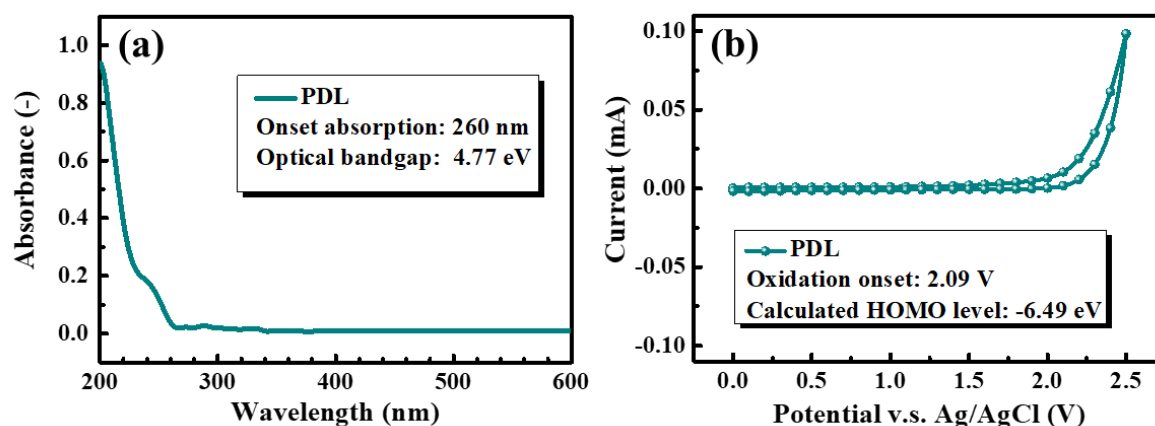 (a)
1.0
0.8
0.6
0.4
0.2
0.0
Absorbance (-)
PDL
Onset absorption: 260 nm
Optical bandgap: 4.77 eV
200 300 400 500 600
Wavelength (nm)
(b)
0.10
0.05
0.00
-0.05
-0.10
Current (mA)
PDL
Oxidation onset: 2.09 V
Calculated HOMO level: -6.49 eV
0.0 0.5 1.0 1.5 2.0 2.5
Potential v.s. Ag/AgCl (V)